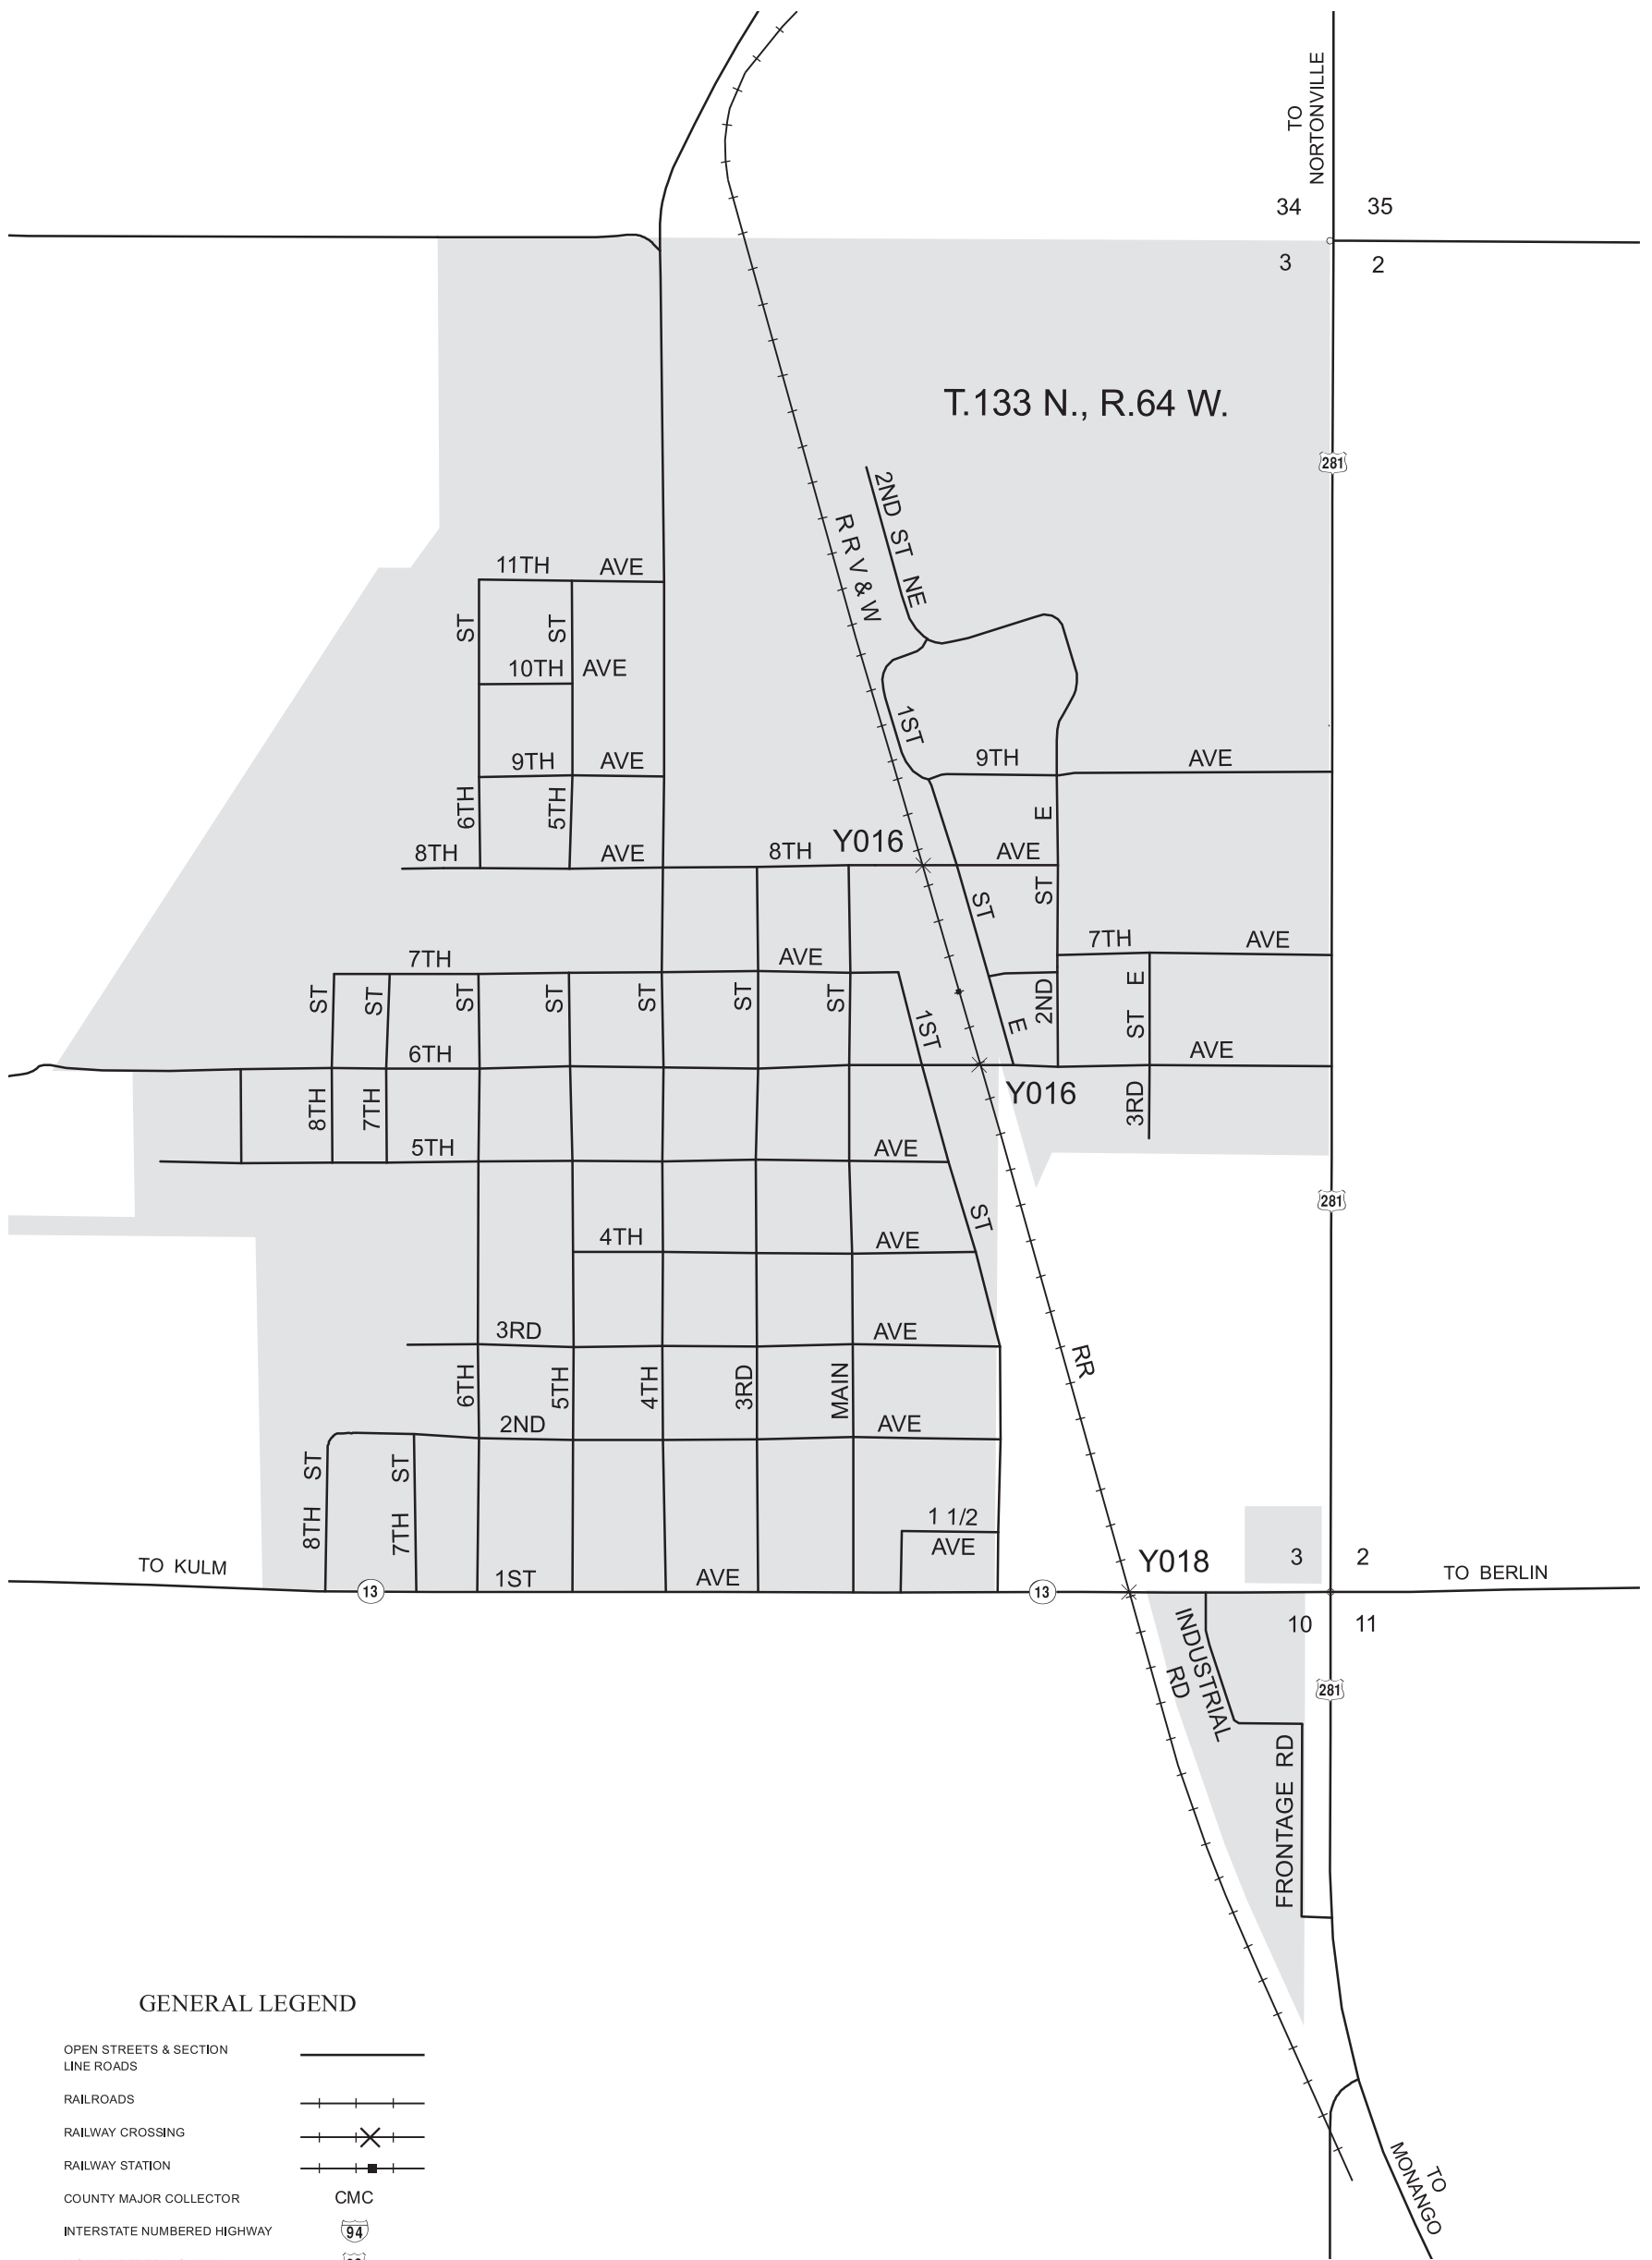 TO
NORTONVILLE
34 35
3 2
T.133 N., R.64 W.
281
2ND ST NE
R R V & W
11TH AVE
ST ST
10TH AVE
1ST
9TH AVE
9TH AVE
6TH 5TH
E
Y016
8TH AVE 8TH AVE
ST ST
7TH AVE
7TH AVE
ST ST ST ST ST ST ST
E
2ND
ST
1ST
E
6TH AVE
Y016
8TH 7TH
3RD
5TH AVE
281
ST
4TH AVE
3RD AVE
RR
6TH 5TH 4TH 3RD MAIN
2ND AVE
8TH ST
7TH ST
1 1/2
AVE
TO KULM
Y018
3 2
TO BERLIN
13
1ST AVE
13
10 11
INDUSTRIAL
RD
281
FRONTAGE RD
GENERAL LEGEND
OPEN STREETS & SECTION
LINE ROADS
RAILROADS
RAILWAY CROSSING
RAILWAY STATION
COUNTY MAJOR COLLECTOR CMC
INTERSTATE NUMBERED HIGHWAY 94
TO
MONANGO